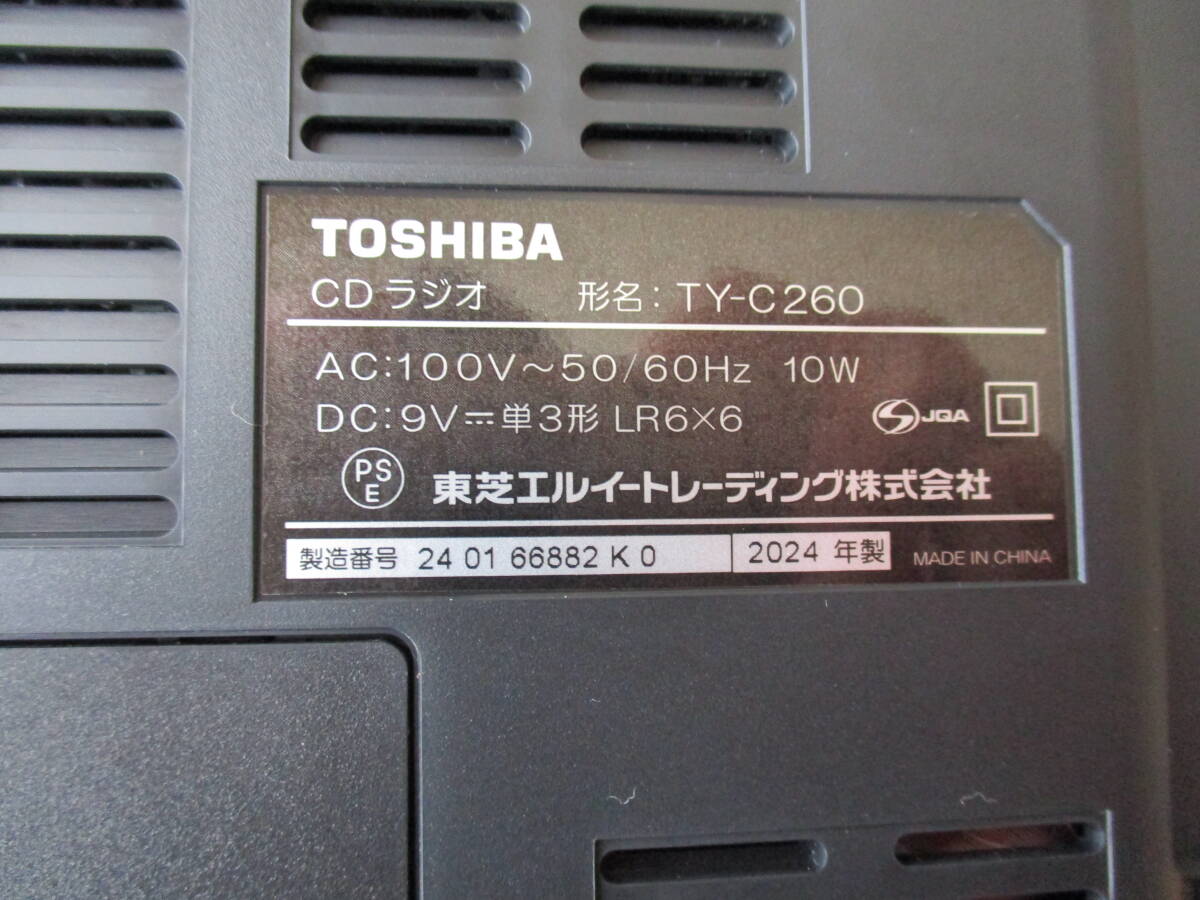 TOSHIBA
CD ラジオ 形名: TY-C260
AC:100V～50/60Hz 10W
DC:9V⎓単3形 LR6×6
JQA
PS
E
東芝エルイートレーディング株式会社
製造番号 24 01 66882 K 0 2024 年製 MADE IN CHINA